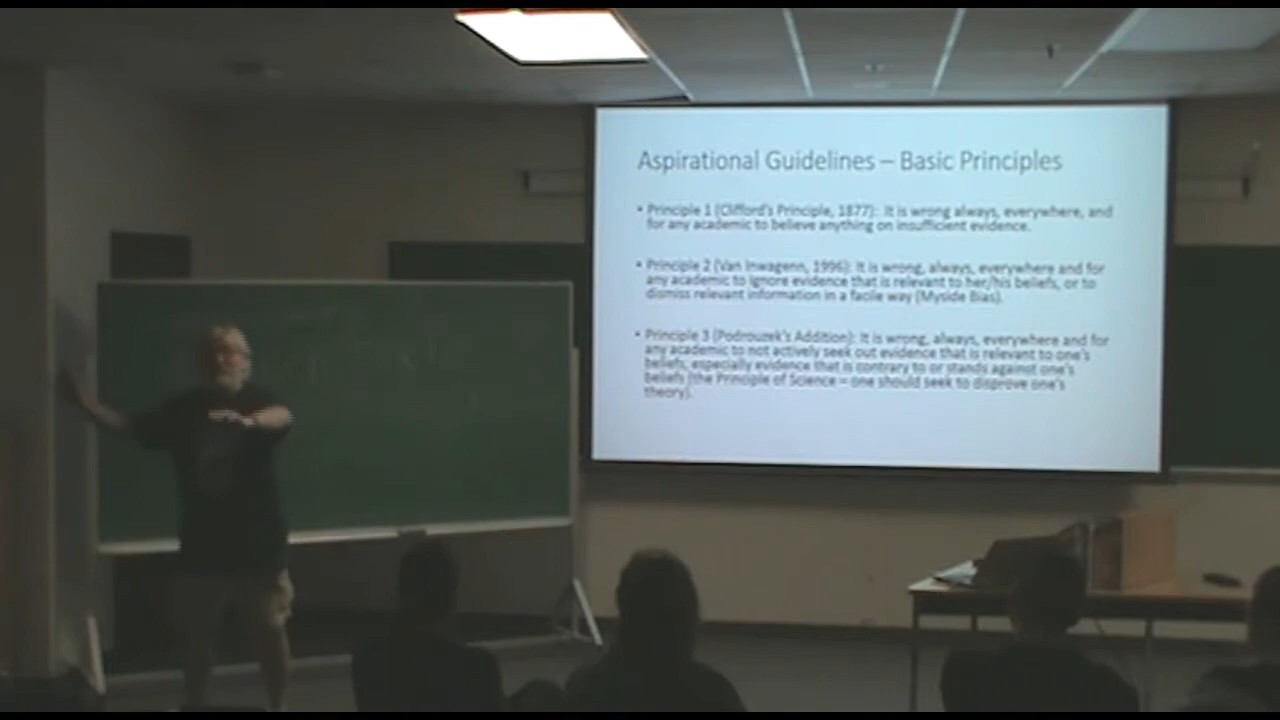 Aspirational Guidelines – Basic Principles
• Principle 1 (Clifford's Principle, 1877): It is wrong always, everywhere, and
for any academic to believe anything on insufficient evidence.
• Principle 2 (Van Inwagenn, 1996): It is wrong, always, everywhere and for
any academic to ignore evidence that is relevant to her/his beliefs, or to
dismiss relevant information in a facile way (Myside Bias).
• Principle 3 (Podrouzek's Addition): It is wrong, always, everywhere and for
any academic to not actively seek out evidence that is relevant to one's
beliefs, especially evidence that is contrary to or stands against one's
beliefs (the Principle of Science = one should seek to disprove one's
theory).